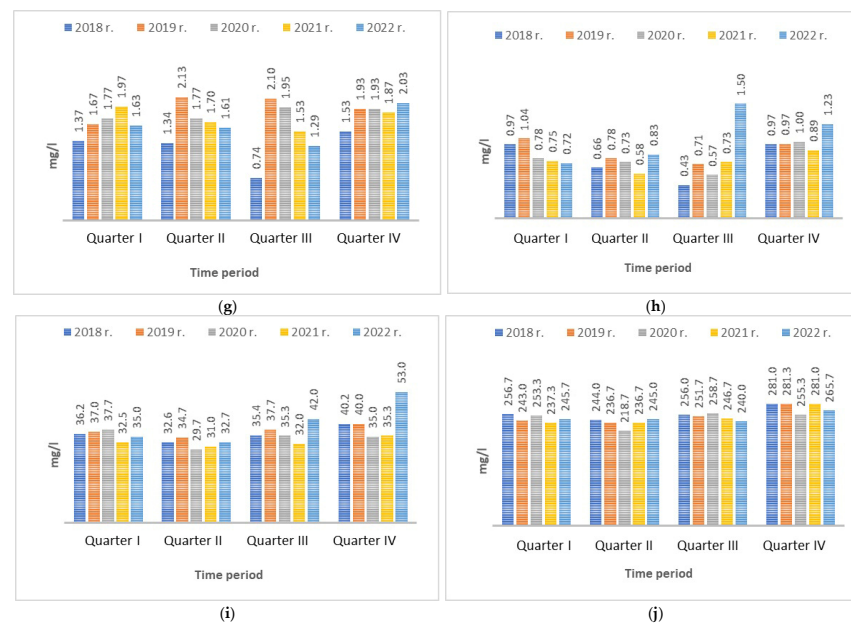 2018 r. 2019 r. 2020 r. 2021 r. 2022 r.
1.37 1.67 1.77 1.97 1.63 1.34 2.13 1.77 1.70 1.61 0.74 2.10 1.95 1.53 1.29 1.53 1.93 1.93 1.87 2.03
mg/l
Quarter I Quarter II Quarter III Quarter IV
Time period
(g)
2018 r. 2019 r. 2020 r. 2021 r. 2022 r.
0.97 1.04 0.78 0.75 0.72 0.66 0.78 0.73 0.58 0.83 0.43 0.71 0.57 0.73 1.50 0.97 0.97 1.00 0.89 1.23
mg/l
Quarter I Quarter II Quarter III Quarter IV
Time period
(h)
2018 r. 2019 r. 2020 r. 2021 r. 2022 r.
36.2 37.0 37.7 32.5 35.0 32.6 34.7 29.7 31.0 32.7 35.4 37.7 35.3 32.0 42.0 40.2 40.0 35.0 35.3 53.0
mg/l
Quarter I Quarter II Quarter III Quarter IV
Time period
(i)
2018 r. 2019 r. 2020 r. 2021 r. 2022 r.
256.7 243.0 253.3 237.3 245.7 244.0 236.7 218.7 236.7 245.0 256.0 251.7 258.7 246.7 240.0 281.0 281.3 255.3 281.0 265.7
mg/l
Quarter I Quarter II Quarter III Quarter IV
Time period
(j)